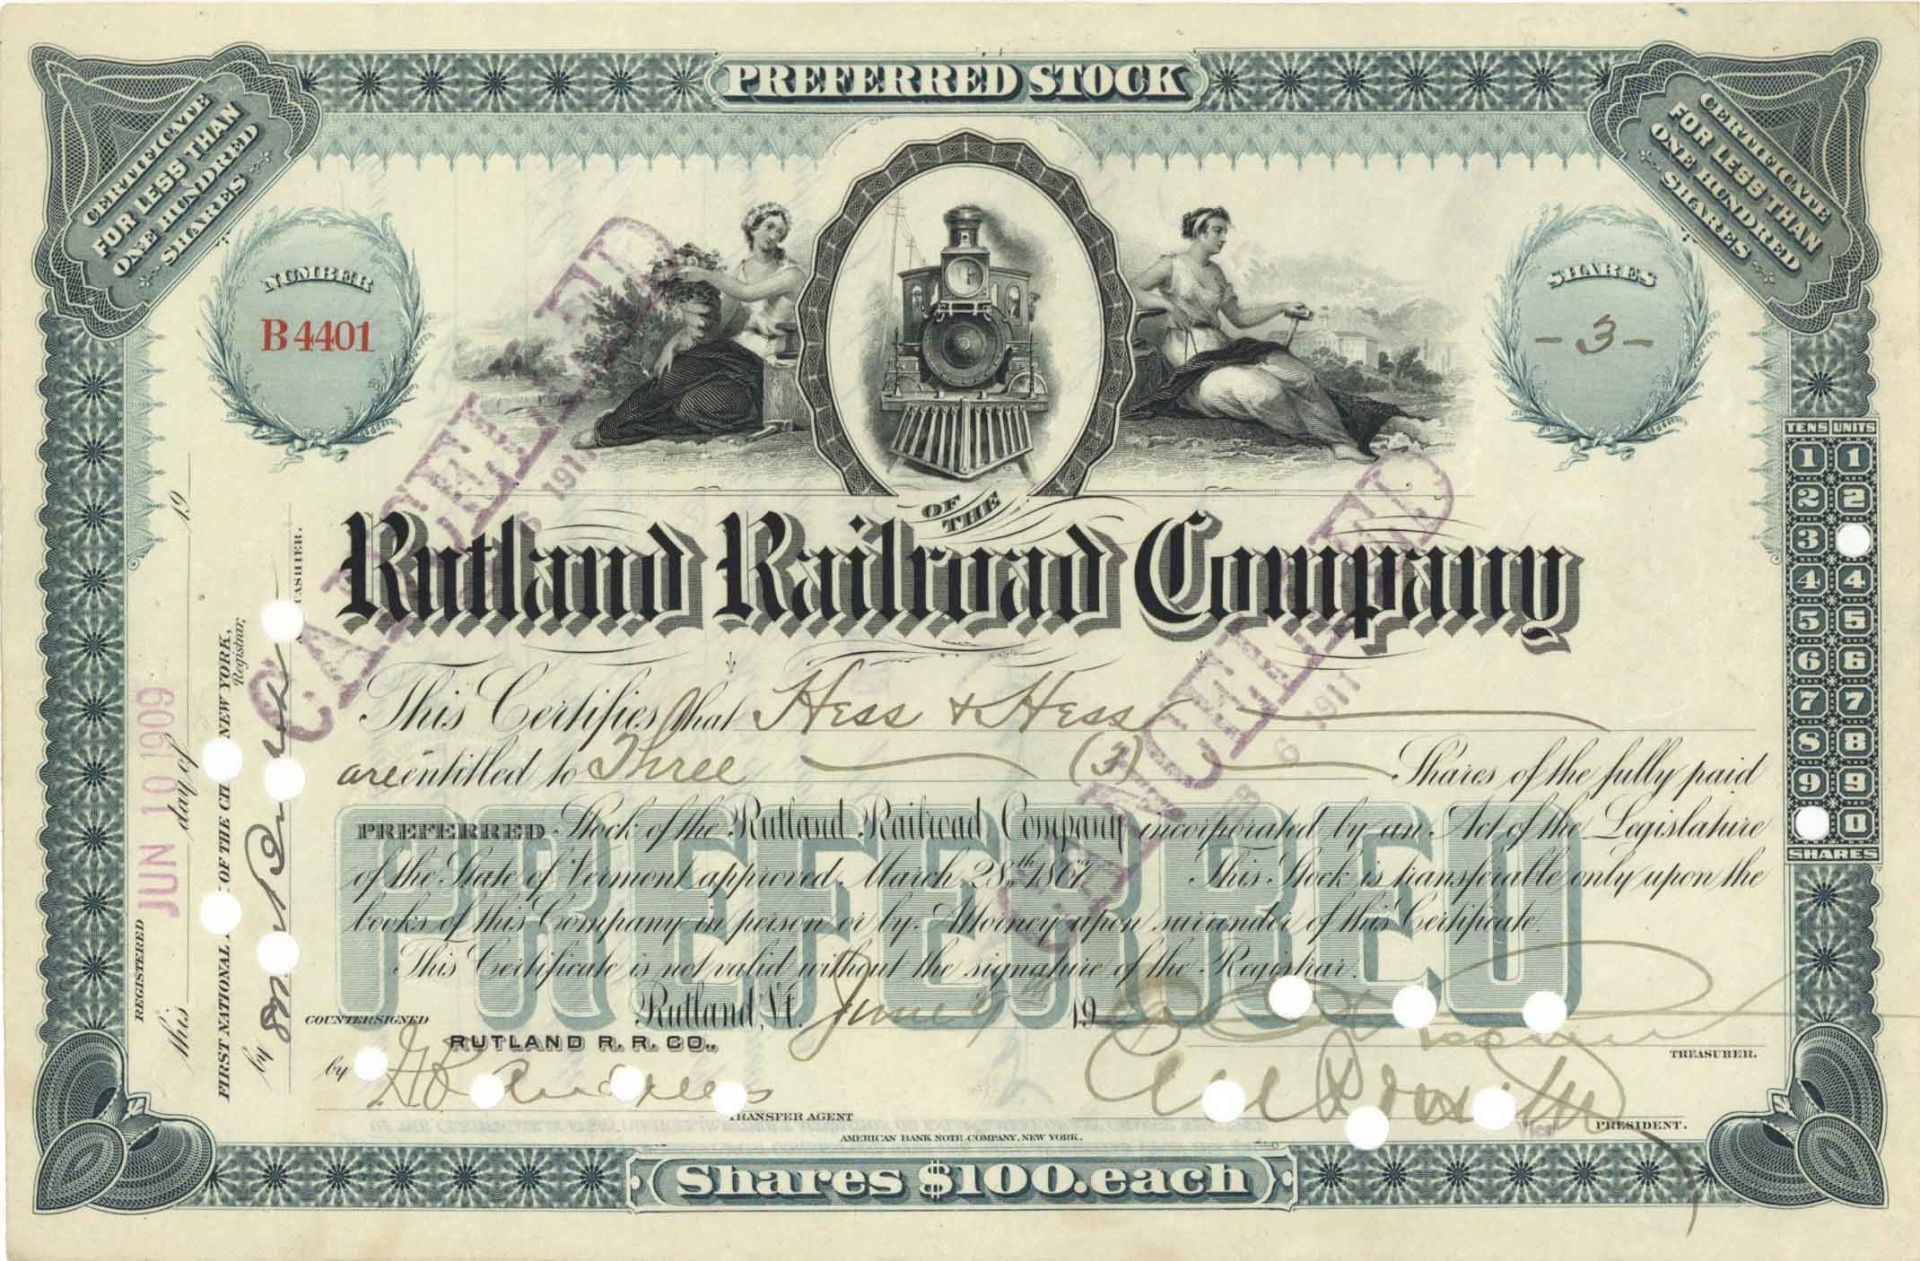 PREFERRED STOCK
CERTIFICATE
FOR LESS THAN
ONE HUNDRED
SHARES
CERTIFICATE
FOR LESS THAN
ONE HUNDRED
SHARES
NUMBER
B4401
SHARES
- 3 -
OF THE
Rutland Railroad Company
This Certifies that Hess & Hess
are entitled to Three (3) Shares of the fully paid
PREFERRED Stock of the Rutland Railroad Company incorporated by an Act of the Legislature
of the State of Vermont approved March 28th 1867 This Stock is transferable only upon the
books of this Company in person or by Attorney upon surrender of this Certificate.
This Certificate is not valid without the signature of the Registrar.
PREFERRED
Rutland, Vt. June 9th 19
COUNTERSIGNED
RUTLAND R. R. CO.,
by
TRANSFER AGENT
TREASURER.
Vice PRESIDENT.
AMERICAN BANK NOTE COMPANY, NEW YORK.
Shares $100. each
REGISTERED
JUN 10 1909
this day of 19
FIRST NATIONAL OF THE NEW YORK,
Registrar,
by CASHIER.
CANCELLED
1911
CANCELLED
6 1911
TENS UNITS
1 1
2 2
3
4 4
5 5
6 6
7 7
8 8
9 9
0
SHARES